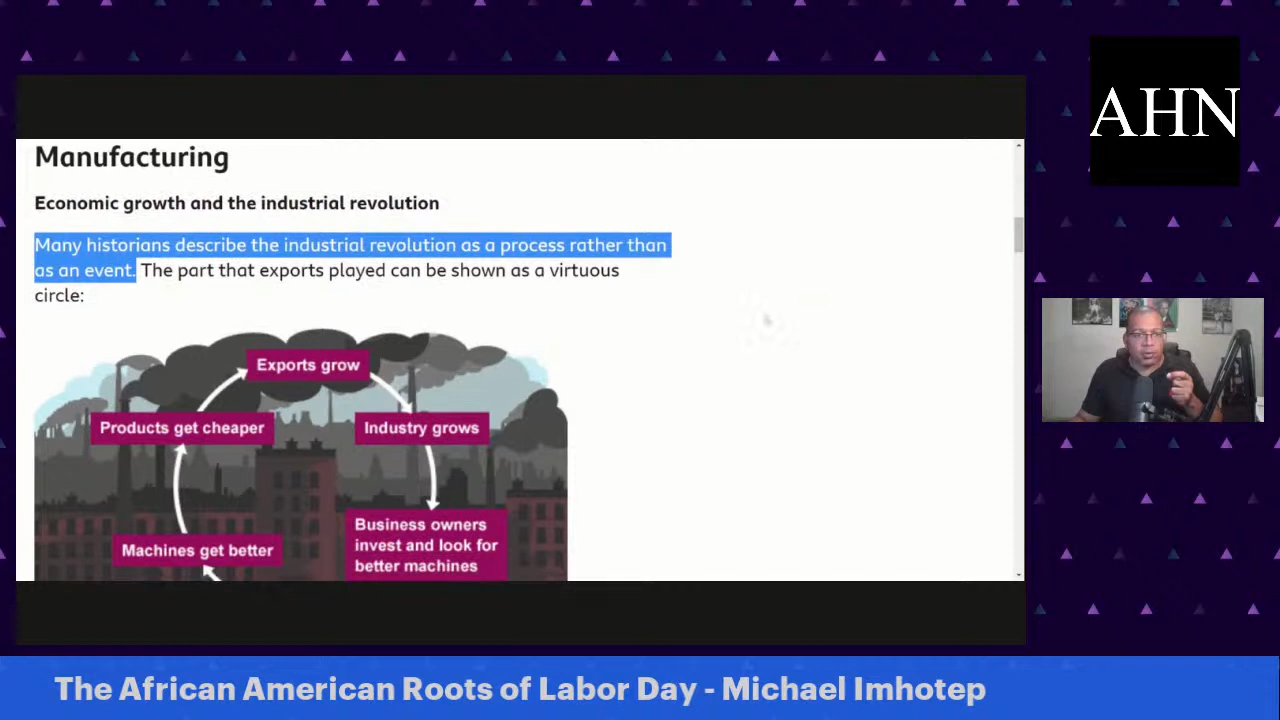 AHN
Manufacturing
Economic growth and the industrial revolution
Many historians describe the industrial revolution as a process rather than
as an event. The part that exports played can be shown as a virtuous
circle:
Exports grow
Products get cheaper
Industry grows
Business owners
invest and look for
better machines
Machines get better
The African American Roots of Labor Day - Michael Imhotep